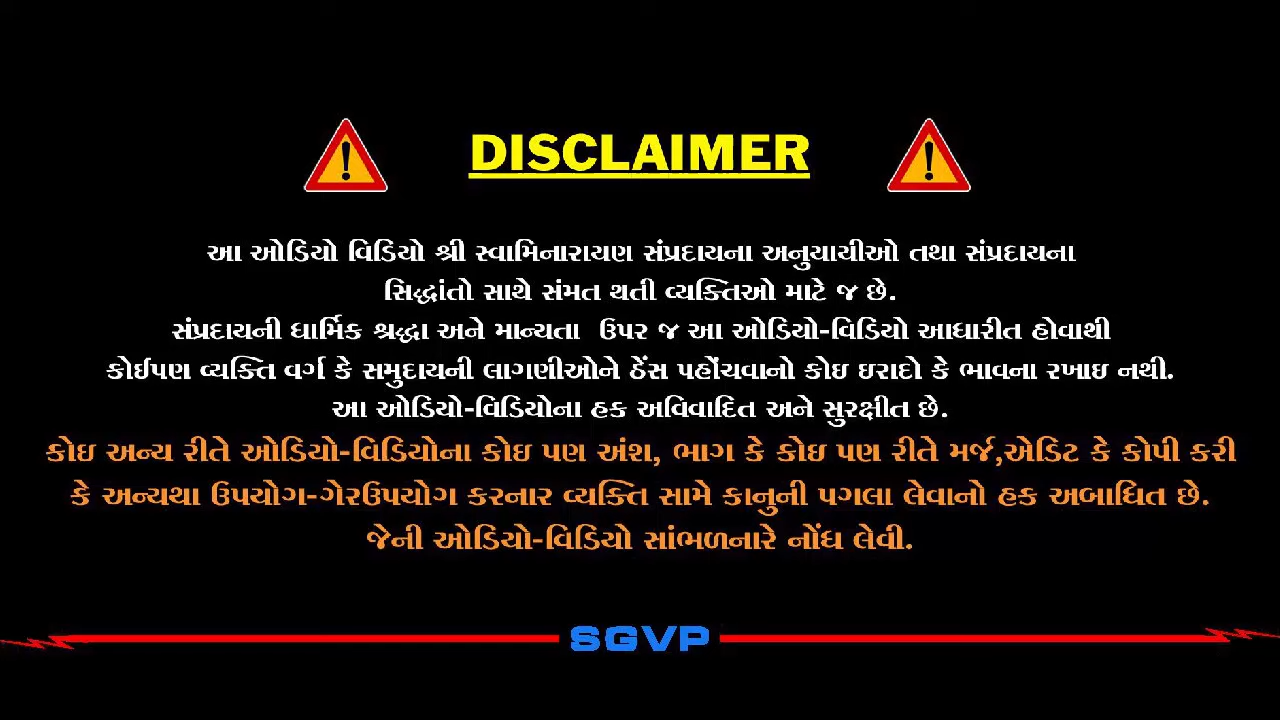 DISCLAIMER
આ ઓડિયો વિડિયો શ્રી સ્વામિનારાયણ સંપ્રદાયના અનુયાયીઓ તથા સંપ્રદાયના
સિદ્ધાંતો સાથે સંમત થતી વ્યક્તિઓ માટે જ છે.
સંપ્રદાયની ધાર્મિક શ્રદ્ધા અને માન્યતા ઉપર જ આ ઓડિયો-વિડિયો આધારીત હોવાથી
કોઈપણ વ્યક્તિ વર્ગ કે સમુદાયની લાગણીઓને ઠેંસ પહોંચવાનો કોઇ ઇરાદો કે ભાવના રખાઇ નથી.
આ ઓડિયો-વિડિયોના હક અવિવાદિત અને સુરક્ષીત છે.
કોઇ અન્ય રીતે ઓડિયો-વિડિયોના કોઇ પણ અંશ, ભાગ કે કોઇ પણ રીતે મર્જ,એડિટ કે કોપી કરી
કે અન્યથા ઉપયોગ-ગેરઉપયોગ કરનાર વ્યક્તિ સામે કાનુની પગલા લેવાનો હક અબાધિત છે.
જેની ઓડિયો-વિડિયો સાંભળનારે નોંધ લેવી.
SGVP